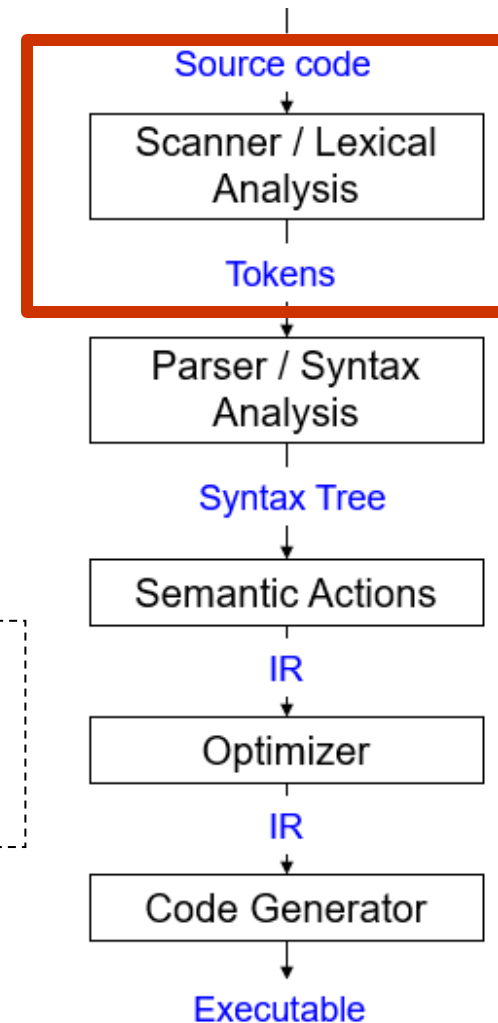 Source code
Scanner / Lexical
Analysis
Tokens
Parser / Syntax
Analysis
Syntax Tree
Semantic Actions
IR
Optimizer
IR
Code Generator
Executable